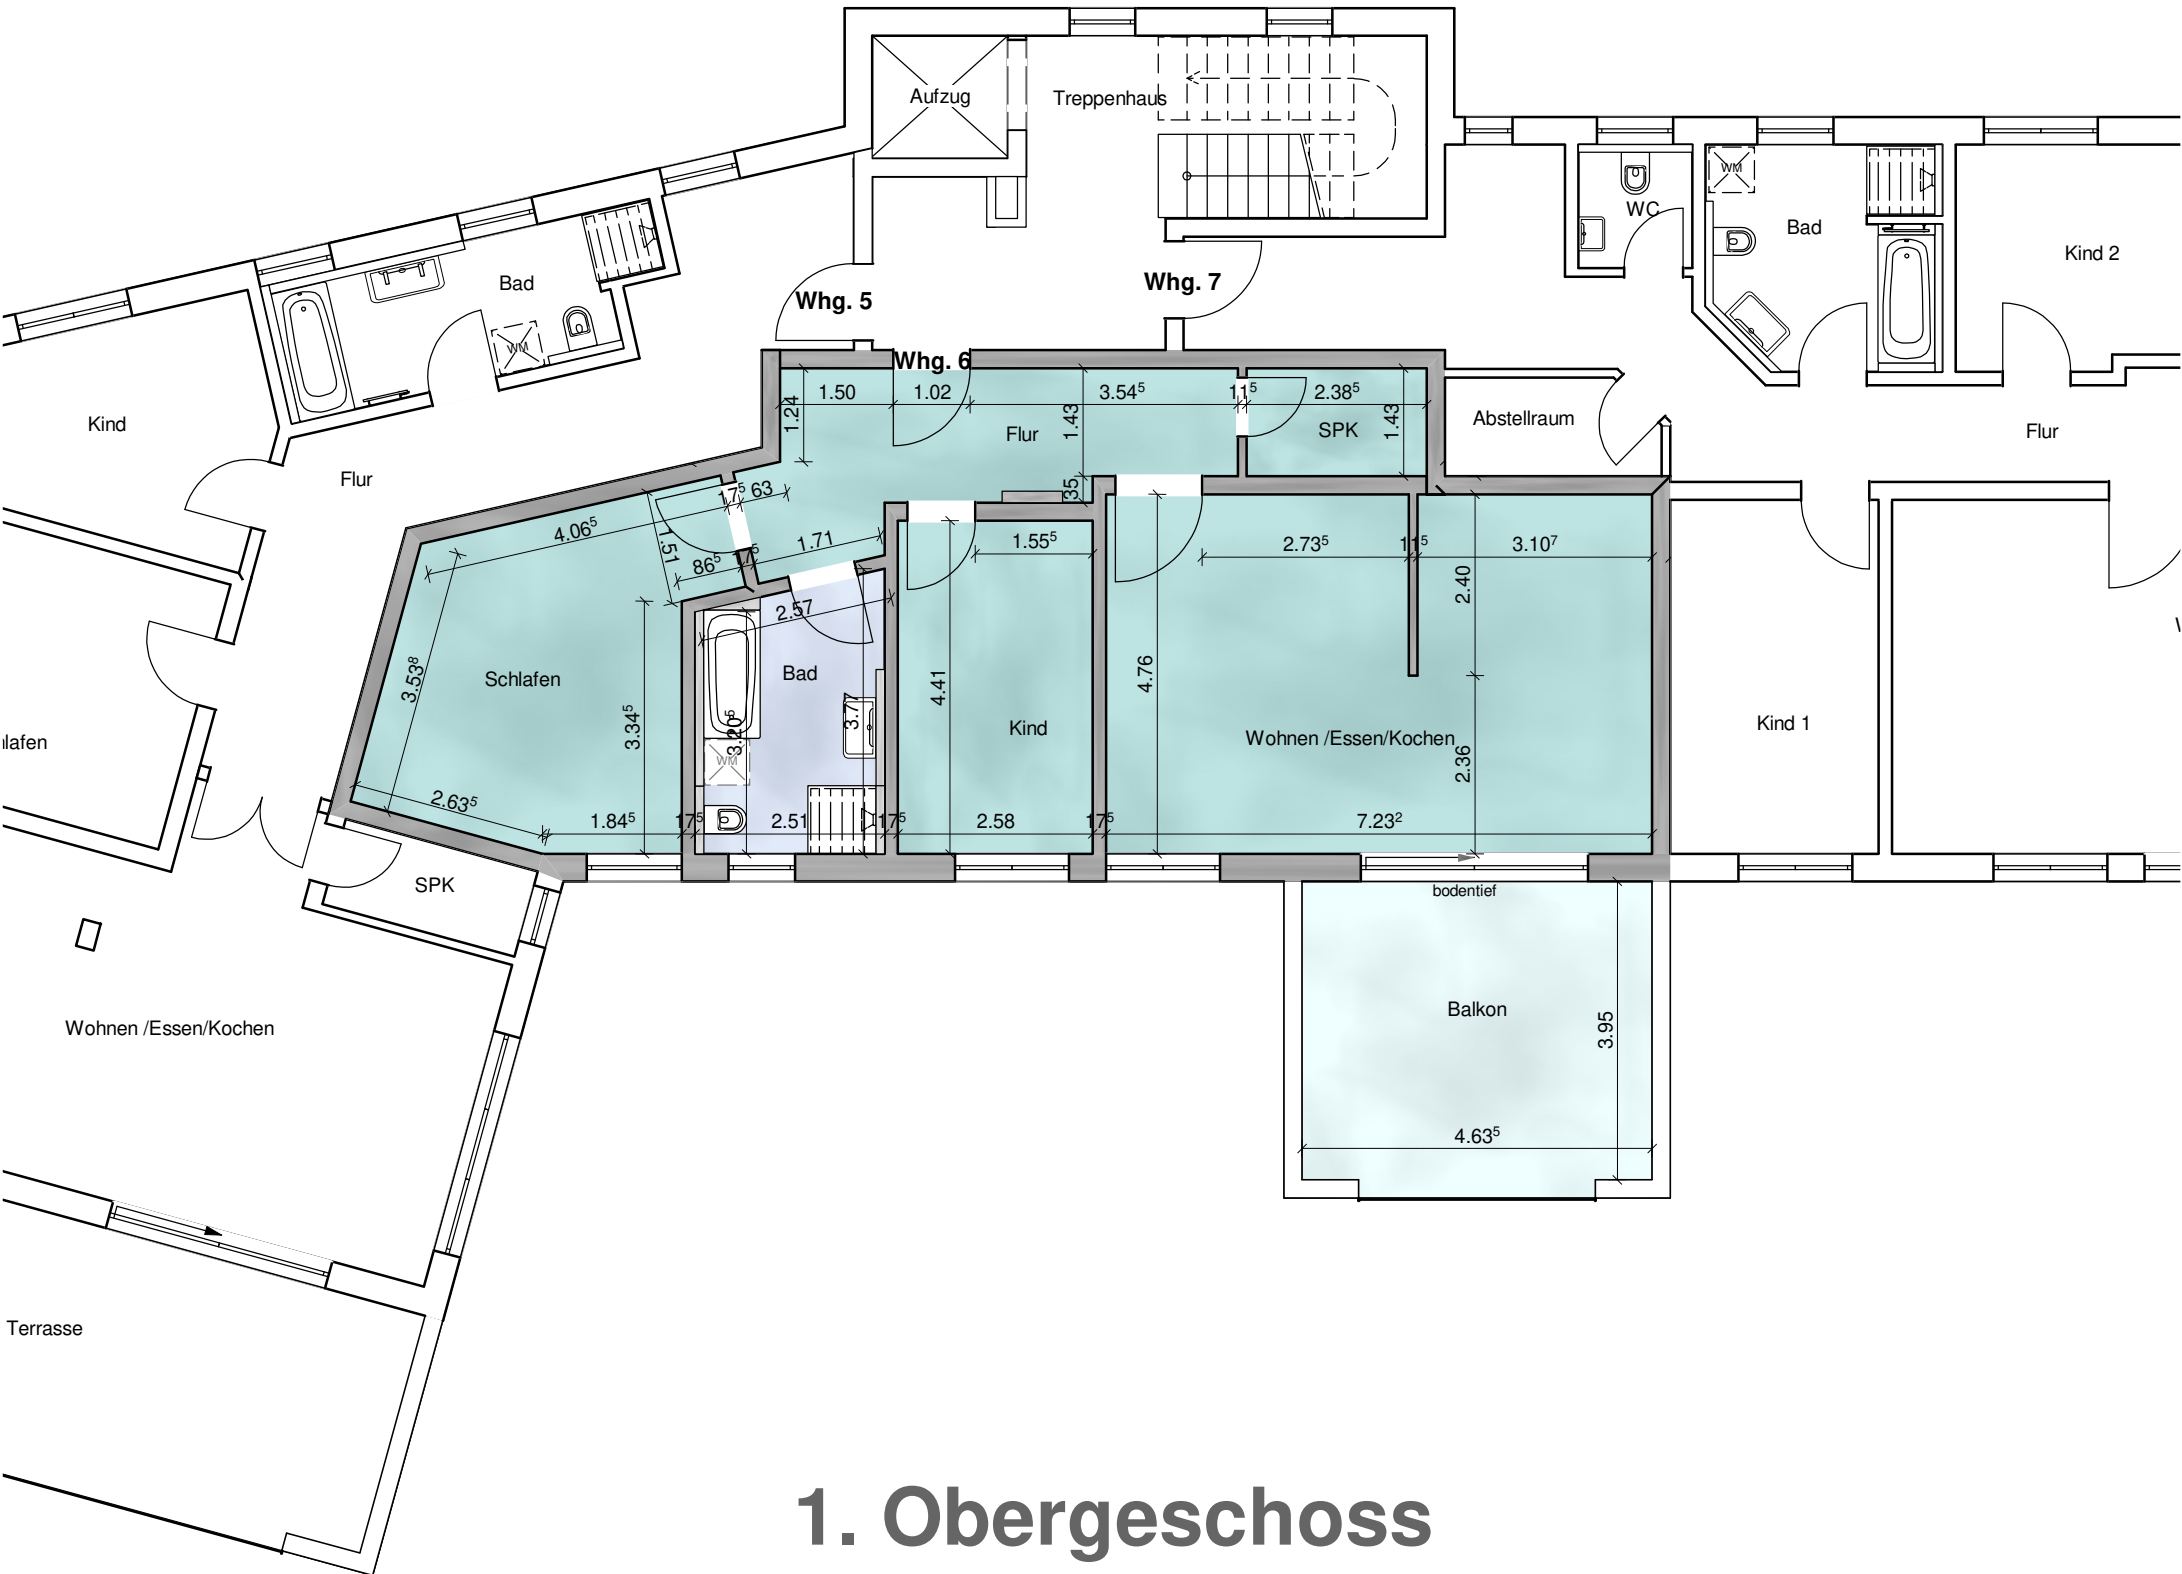 Aufzug
Treppenhaus
WM
WC
Bad
Kind 2
Bad
Whg. 5
Whg. 7
WM
Whg. 6
Kind
Flur
1.50
1.02
3.54⁵
11⁵
2.38⁵
1.24
1.43
1.43
Flur
SPK
Abstellraum
Flur
17⁵
63
35
4.06⁵
1.51
86⁵
17⁵
1.71
1.55⁵
2.73⁵
11⁵
3.10⁷
2.40
2.57
Schlafen
3.53⁸
Bad
4.41
4.76
3.34⁵
3.20⁵
3.77
WM
Kind
Wohnen /Essen/Kochen
2.36
Kind 1
lafen
2.63⁵
1.84⁵
17⁵
2.51
17⁵
2.58
17⁵
7.23²
SPK
bodentief
Wohnen /Essen/Kochen
Balkon
3.95
4.63⁵
Terrasse
1. Obergeschoss